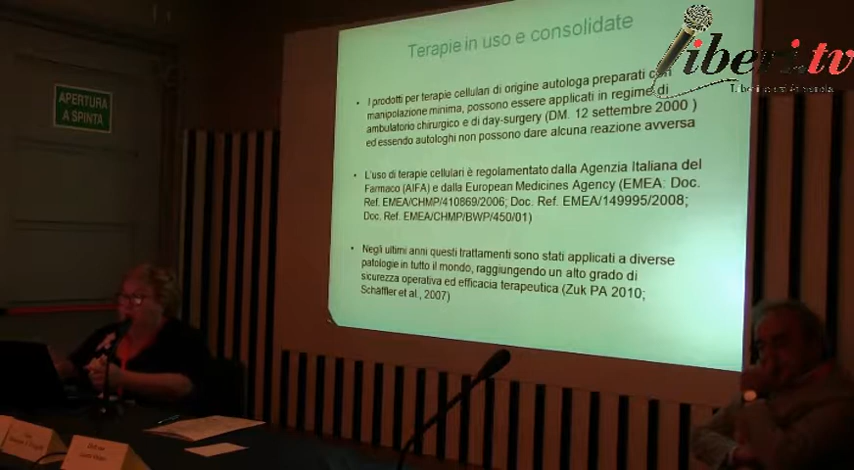 Terapie in uso e consolidate
liberi.tv
APERTURA
A SPINTA
• I prodotti per terapie cellulari di origine autologa preparati con
manipolazione minima, possono essere applicati in regime di
ambulatorio chirurgico e di day-surgery (DM. 12 settembre 2000 )
ed essendo autologhi non possono dare alcuna reazione avversa
• L'uso di terapie cellulari è regolamentato dalla Agenzia Italiana del
Farmaco (AIFA) e dalla European Medicines Agency (EMEA: Doc.
Ref. EMEA/CHMP/410869/2006; Doc. Ref. EMEA/149995/2008;
Doc. Ref. EMEA/CHMP/BWP/450/01)
• Negli ultimi anni questi trattamenti sono stati applicati a diverse
patologie in tutto il mondo, raggiungendo un alto grado di
sicurezza operativa ed efficacia terapeutica (Zuk PA 2010;
Schäffler et al., 2007)